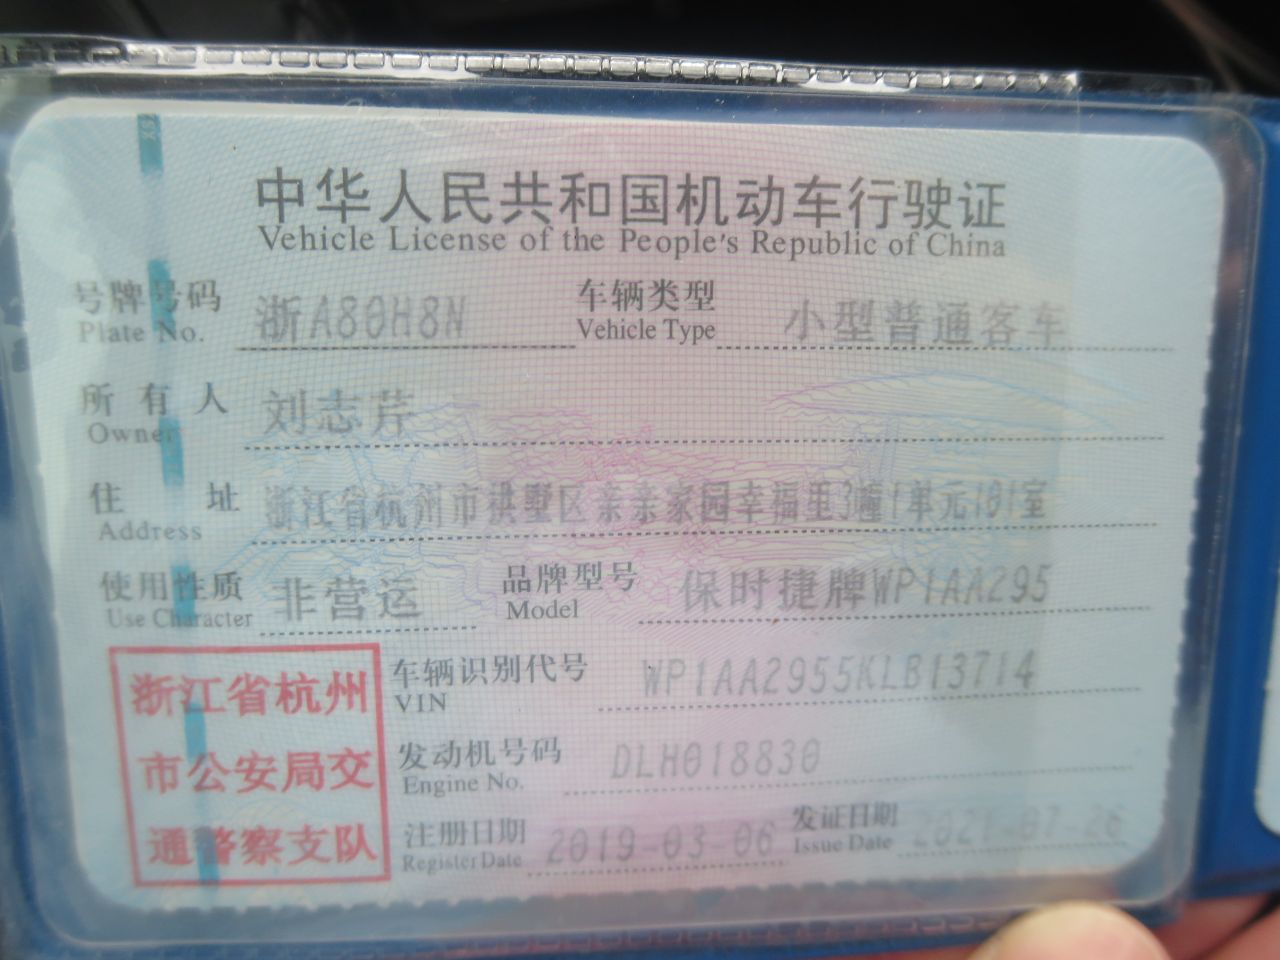 中华人民共和国机动车行驶证
Vehicle License of the People's Republic of China
号牌号码 浙A80H8N 车辆类型 小型普通客车
Plate No. Vehicle Type
所有人 刘志芹
Owner
住址 浙江省杭州市拱墅区亲亲家园幸福里3幢1单元101室
Address
使用性质 非营运 品牌型号 保时捷牌WP1AA295
Use Character Model
车辆识别代号 WP1AA2955KLB13714
VIN
发动机号码 DLH018830
Engine No.
注册日期 2019-03-06 发证日期 2021-07-26
Register Date Issue Date
浙江省杭州
市公安局交
通警察支队